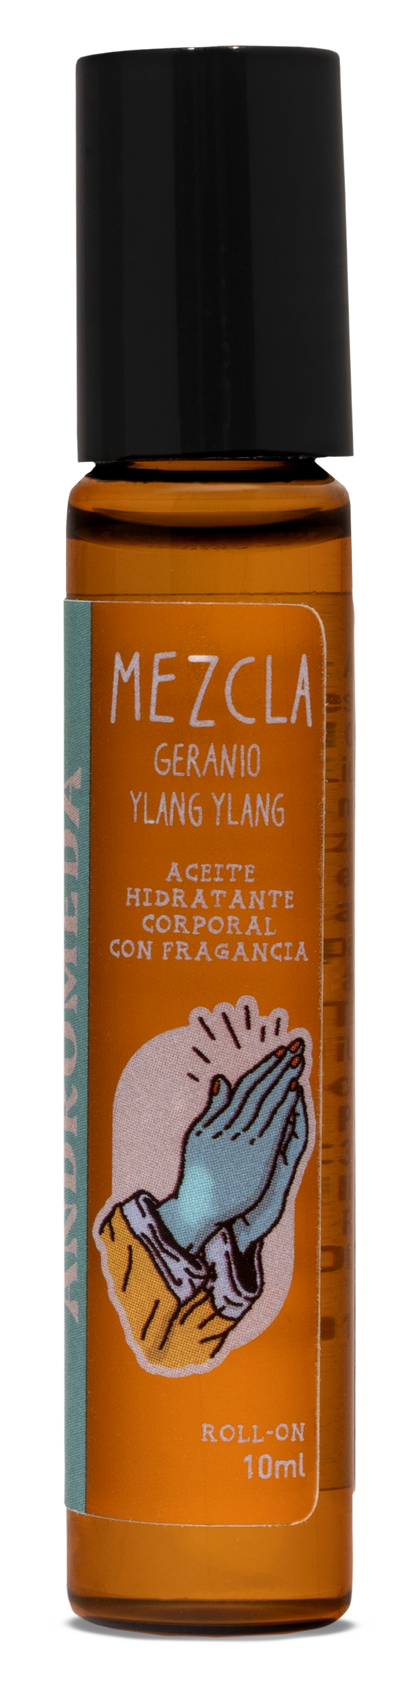 MEZCLA
GERANIO
YLANG YLANG
ACEITE
HIDRATANTE
CORPORAL
CON FRAGANCIA
ROLL-ON
10ml
ANDROMEDA